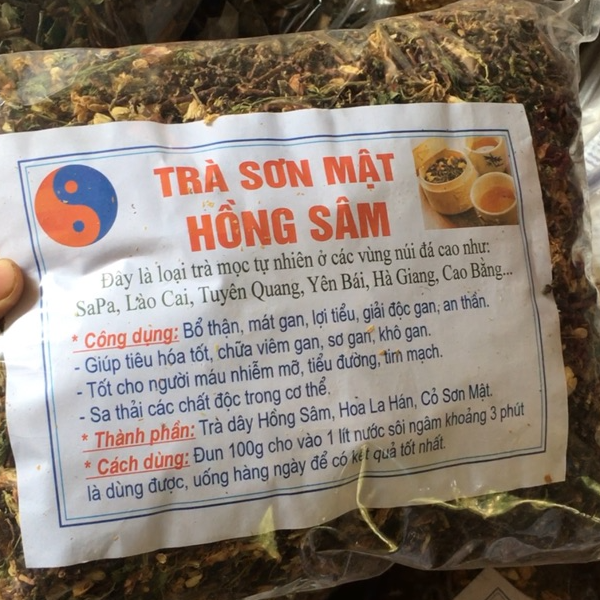 TRÀ SƠN MẬT
HỒNG SÂM
Đây là loại trà mọc tự nhiên ở các vùng núi đá cao như:
SaPa, Lào Cai, Tuyên Quang, Yên Bái, Hà Giang, Cao Bằng...
* Công dụng: Bổ thận, mát gan, lợi tiểu, giải độc gan, an thần.
- Giúp tiêu hóa tốt, chữa viêm gan, sơ gan, khô gan.
- Tốt cho người máu nhiễm mỡ, tiểu đường, tim mạch.
- Sa thải các chất độc trong cơ thể.
* Thành phần: Trà dây Hồng Sâm, Hoa La Hán, Cỏ Sơn Mật.
* Cách dùng: Đun 100g cho vào 1 lít nước sôi ngâm khoảng 3 phút
là dùng được, uống hàng ngày để có kết quả tốt nhất.